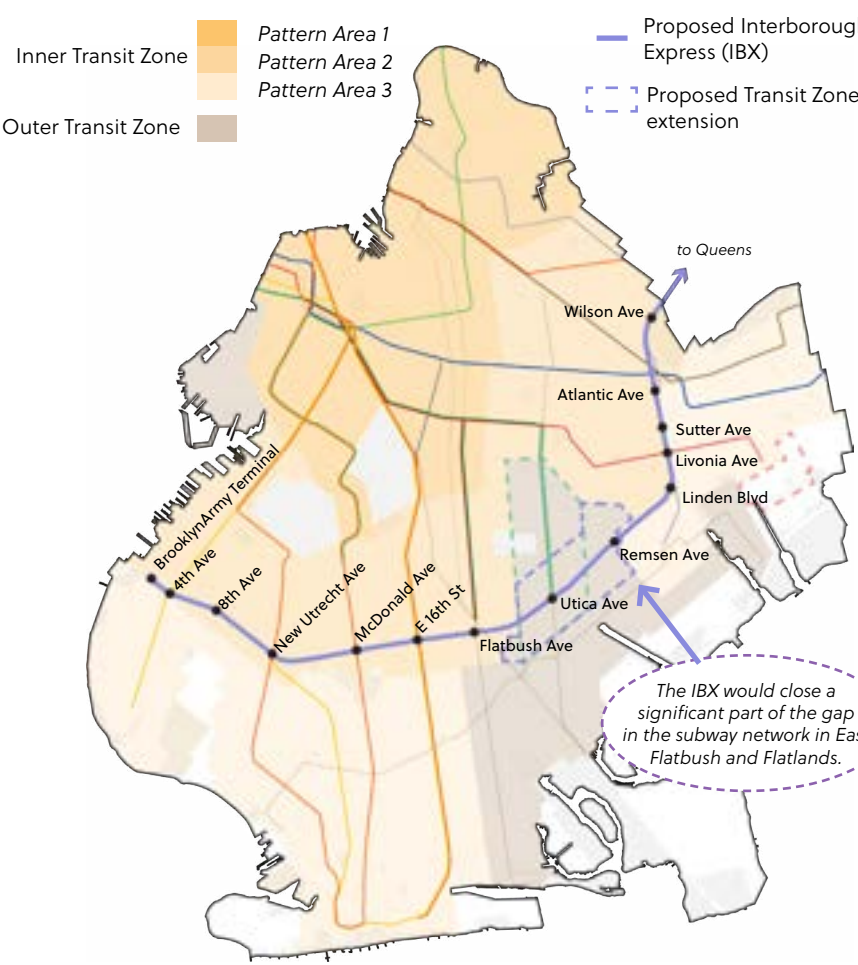 Inner Transit Zone
Pattern Area 1
Pattern Area 2
Pattern Area 3
Outer Transit Zone
Proposed Interboroug
Express (IBX)
Proposed Transit Zone
extension
to Queens
Wilson Ave
Atlantic Ave
Sutter Ave
Livonia Ave
Linden Blvd
Remsen Ave
Utica Ave
Flatbush Ave
E 16th St
McDonald Ave
New Utrecht Ave
8th Ave
4th Ave
BrooklynArmy Terminal
The IBX would close a
significant part of the gap
in the subway network in Eas
Flatbush and Flatlands.